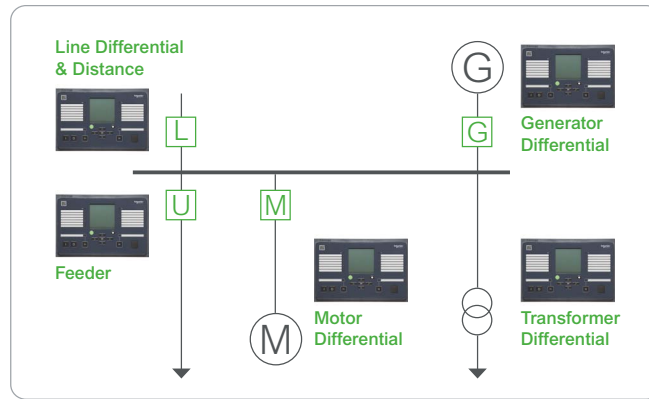 Line Differential
& Distance
G
Generator
Differential
L
G
U
M
Feeder
M
Motor
Differential
Transformer
Differential